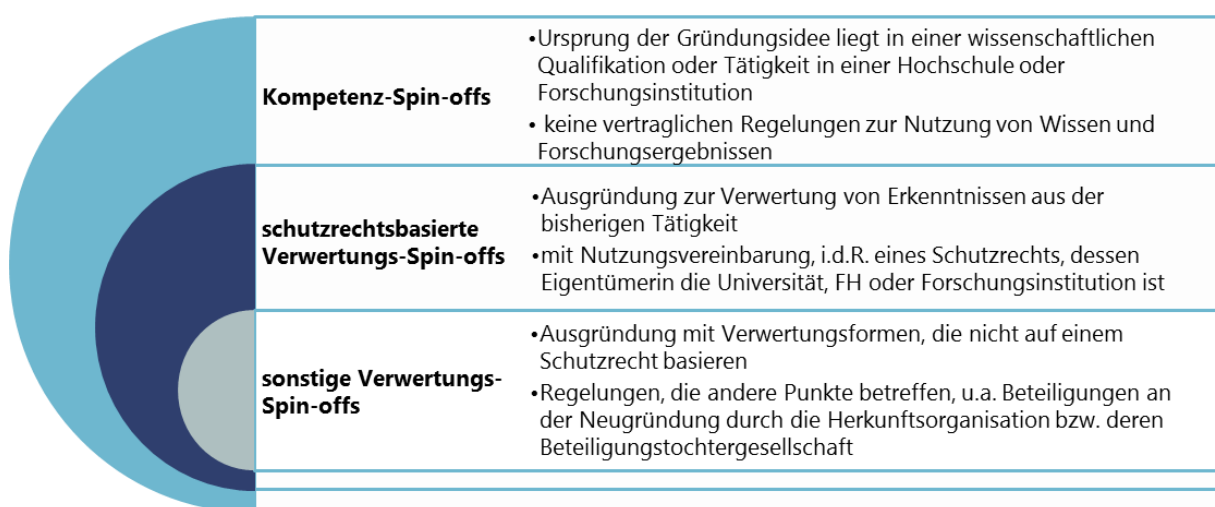 Kompetenz-Spin-offs
•Ursprung der Gründungsidee liegt in einer wissenschaftlichen
Qualifikation oder Tätigkeit in einer Hochschule oder
Forschungsinstitution
• keine vertraglichen Regelungen zur Nutzung von Wissen und
Forschungsergebnissen
schutzrechtsbasierte
Verwertungs-Spin-offs
•Ausgründung zur Verwertung von Erkenntnissen aus der
bisherigen Tätigkeit
•mit Nutzungsvereinbarung, i.d.R. eines Schutzrechts, dessen
Eigentümerin die Universität, FH oder Forschungsinstitution ist
sonstige Verwertungs-
Spin-offs
•Ausgründung mit Verwertungsformen, die nicht auf einem
Schutzrecht basieren
•Regelungen, die andere Punkte betreffen, u.a. Beteiligungen an
der Neugründung durch die Herkunftsorganisation bzw. deren
Beteiligungstochtergesellschaft